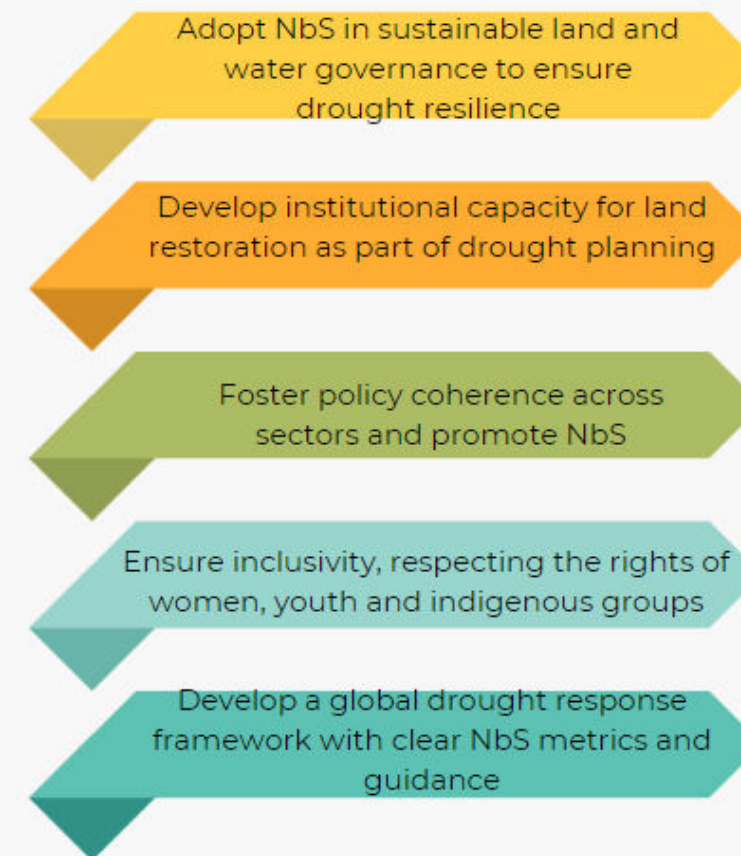 Adopt NbS in sustainable land and
water governance to ensure
drought resilience
Develop institutional capacity for land
restoration as part of drought planning
Foster policy coherence across
sectors and promote NbS
Ensure inclusivity, respecting the rights of
women, youth and indigenous groups
Develop a global drought response
framework with clear NbS metrics and
guidance